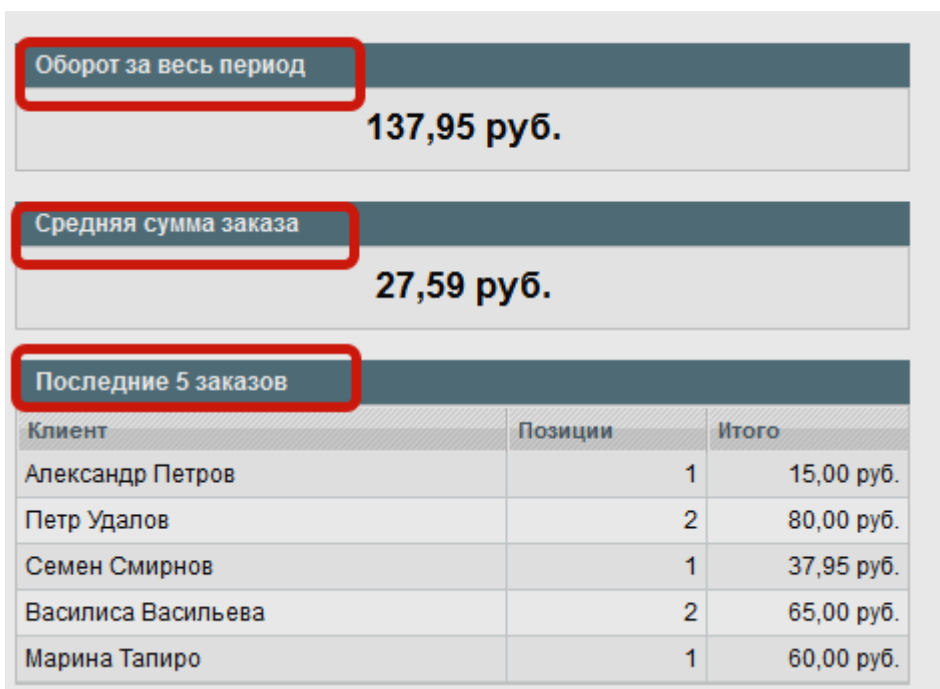 Оборот за весь период
137,95 руб.
Средняя сумма заказа
27,59 руб.
Последние 5 заказов
Клиент Позиции Итого
Александр Петров 1 15,00 руб.
Петр Удалов 2 80,00 руб.
Семен Смирнов 1 37,95 руб.
Василиса Васильева 2 65,00 руб.
Марина Тапиро 1 60,00 руб.